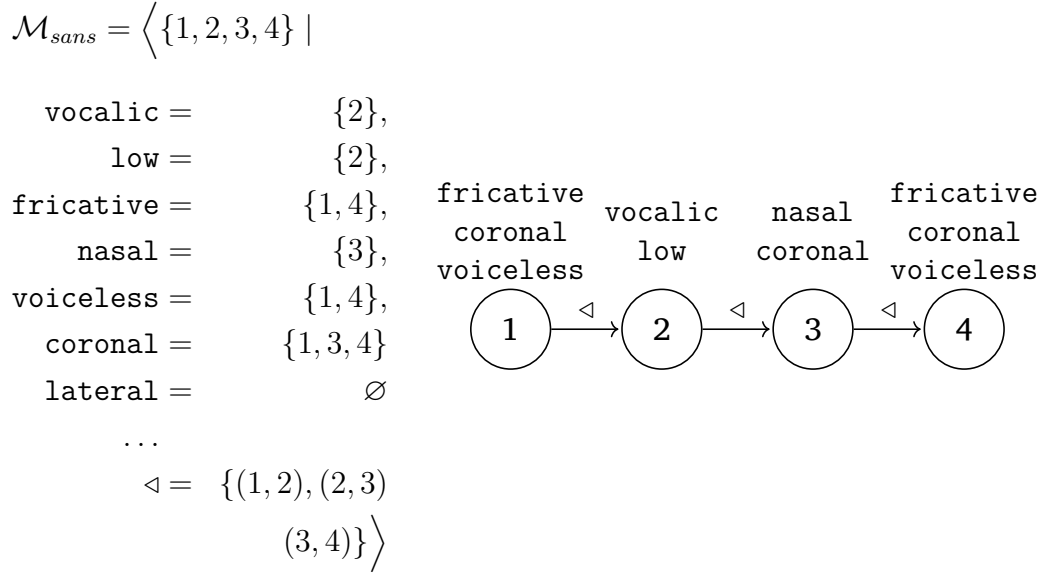 ℳsans = ⟨{1, 2, 3, 4} |
vocalic = {2},
low = {2},
fricative = {1, 4},
nasal = {3},
voiceless = {1, 4},
coronal = {1, 3, 4}
lateral = ∅
...
◃ = {(1, 2), (2, 3)
(3, 4)}⟩
fricative
coronal
voiceless
1
◃
vocalic
low
2
◃
nasal
coronal
3
◃
fricative
coronal
voiceless
4